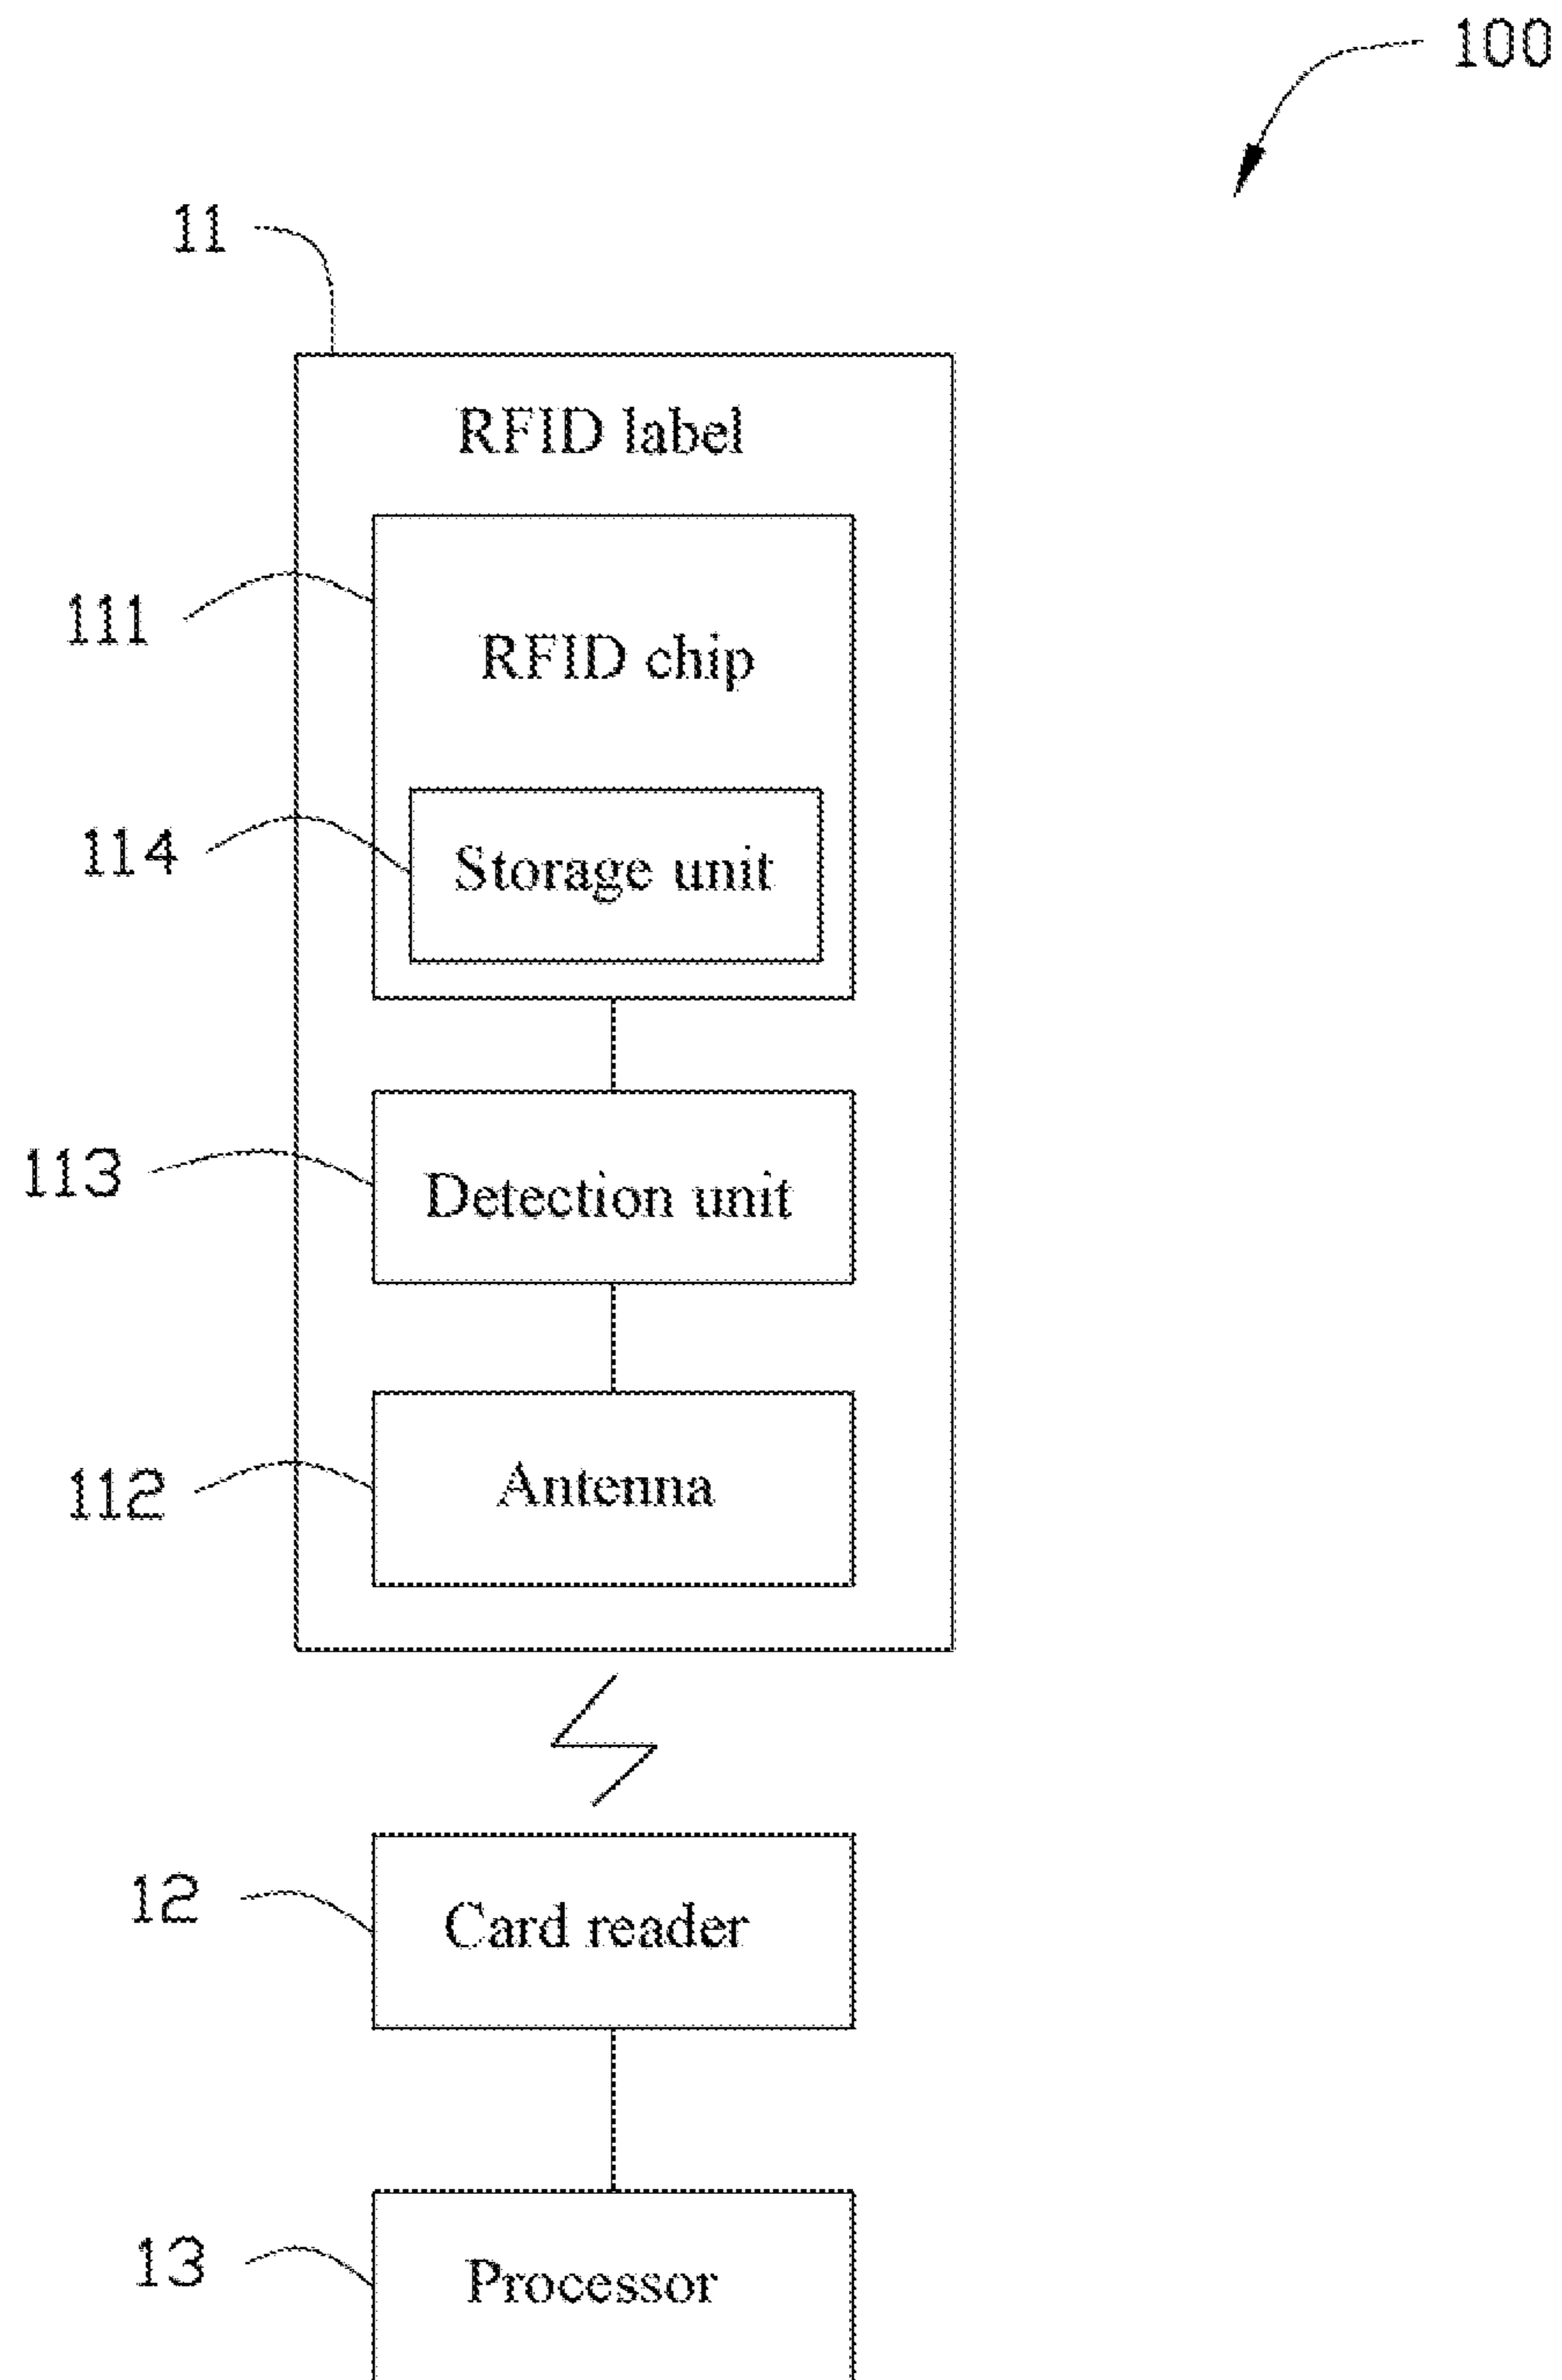 100
11
RFID label
111
RFID chip
114
Storage unit
113
Detection unit
112
Antenna
12
Card reader
13
Processor